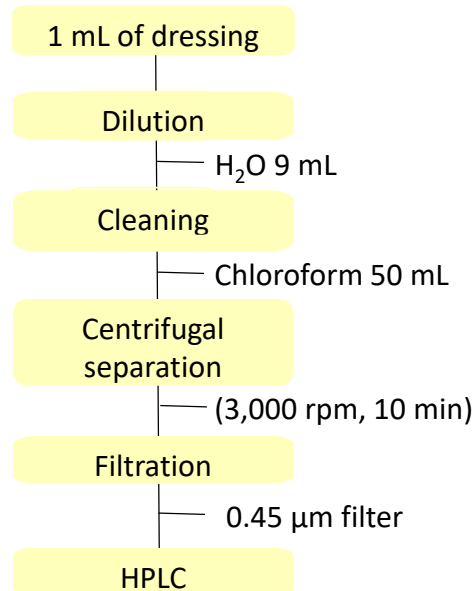 1 mL of dressing
Dilution
H₂O 9 mL
Cleaning
Chloroform 50 mL
Centrifugal
separation
(3,000 rpm, 10 min)
Filtration
0.45 µm filter
HPLC